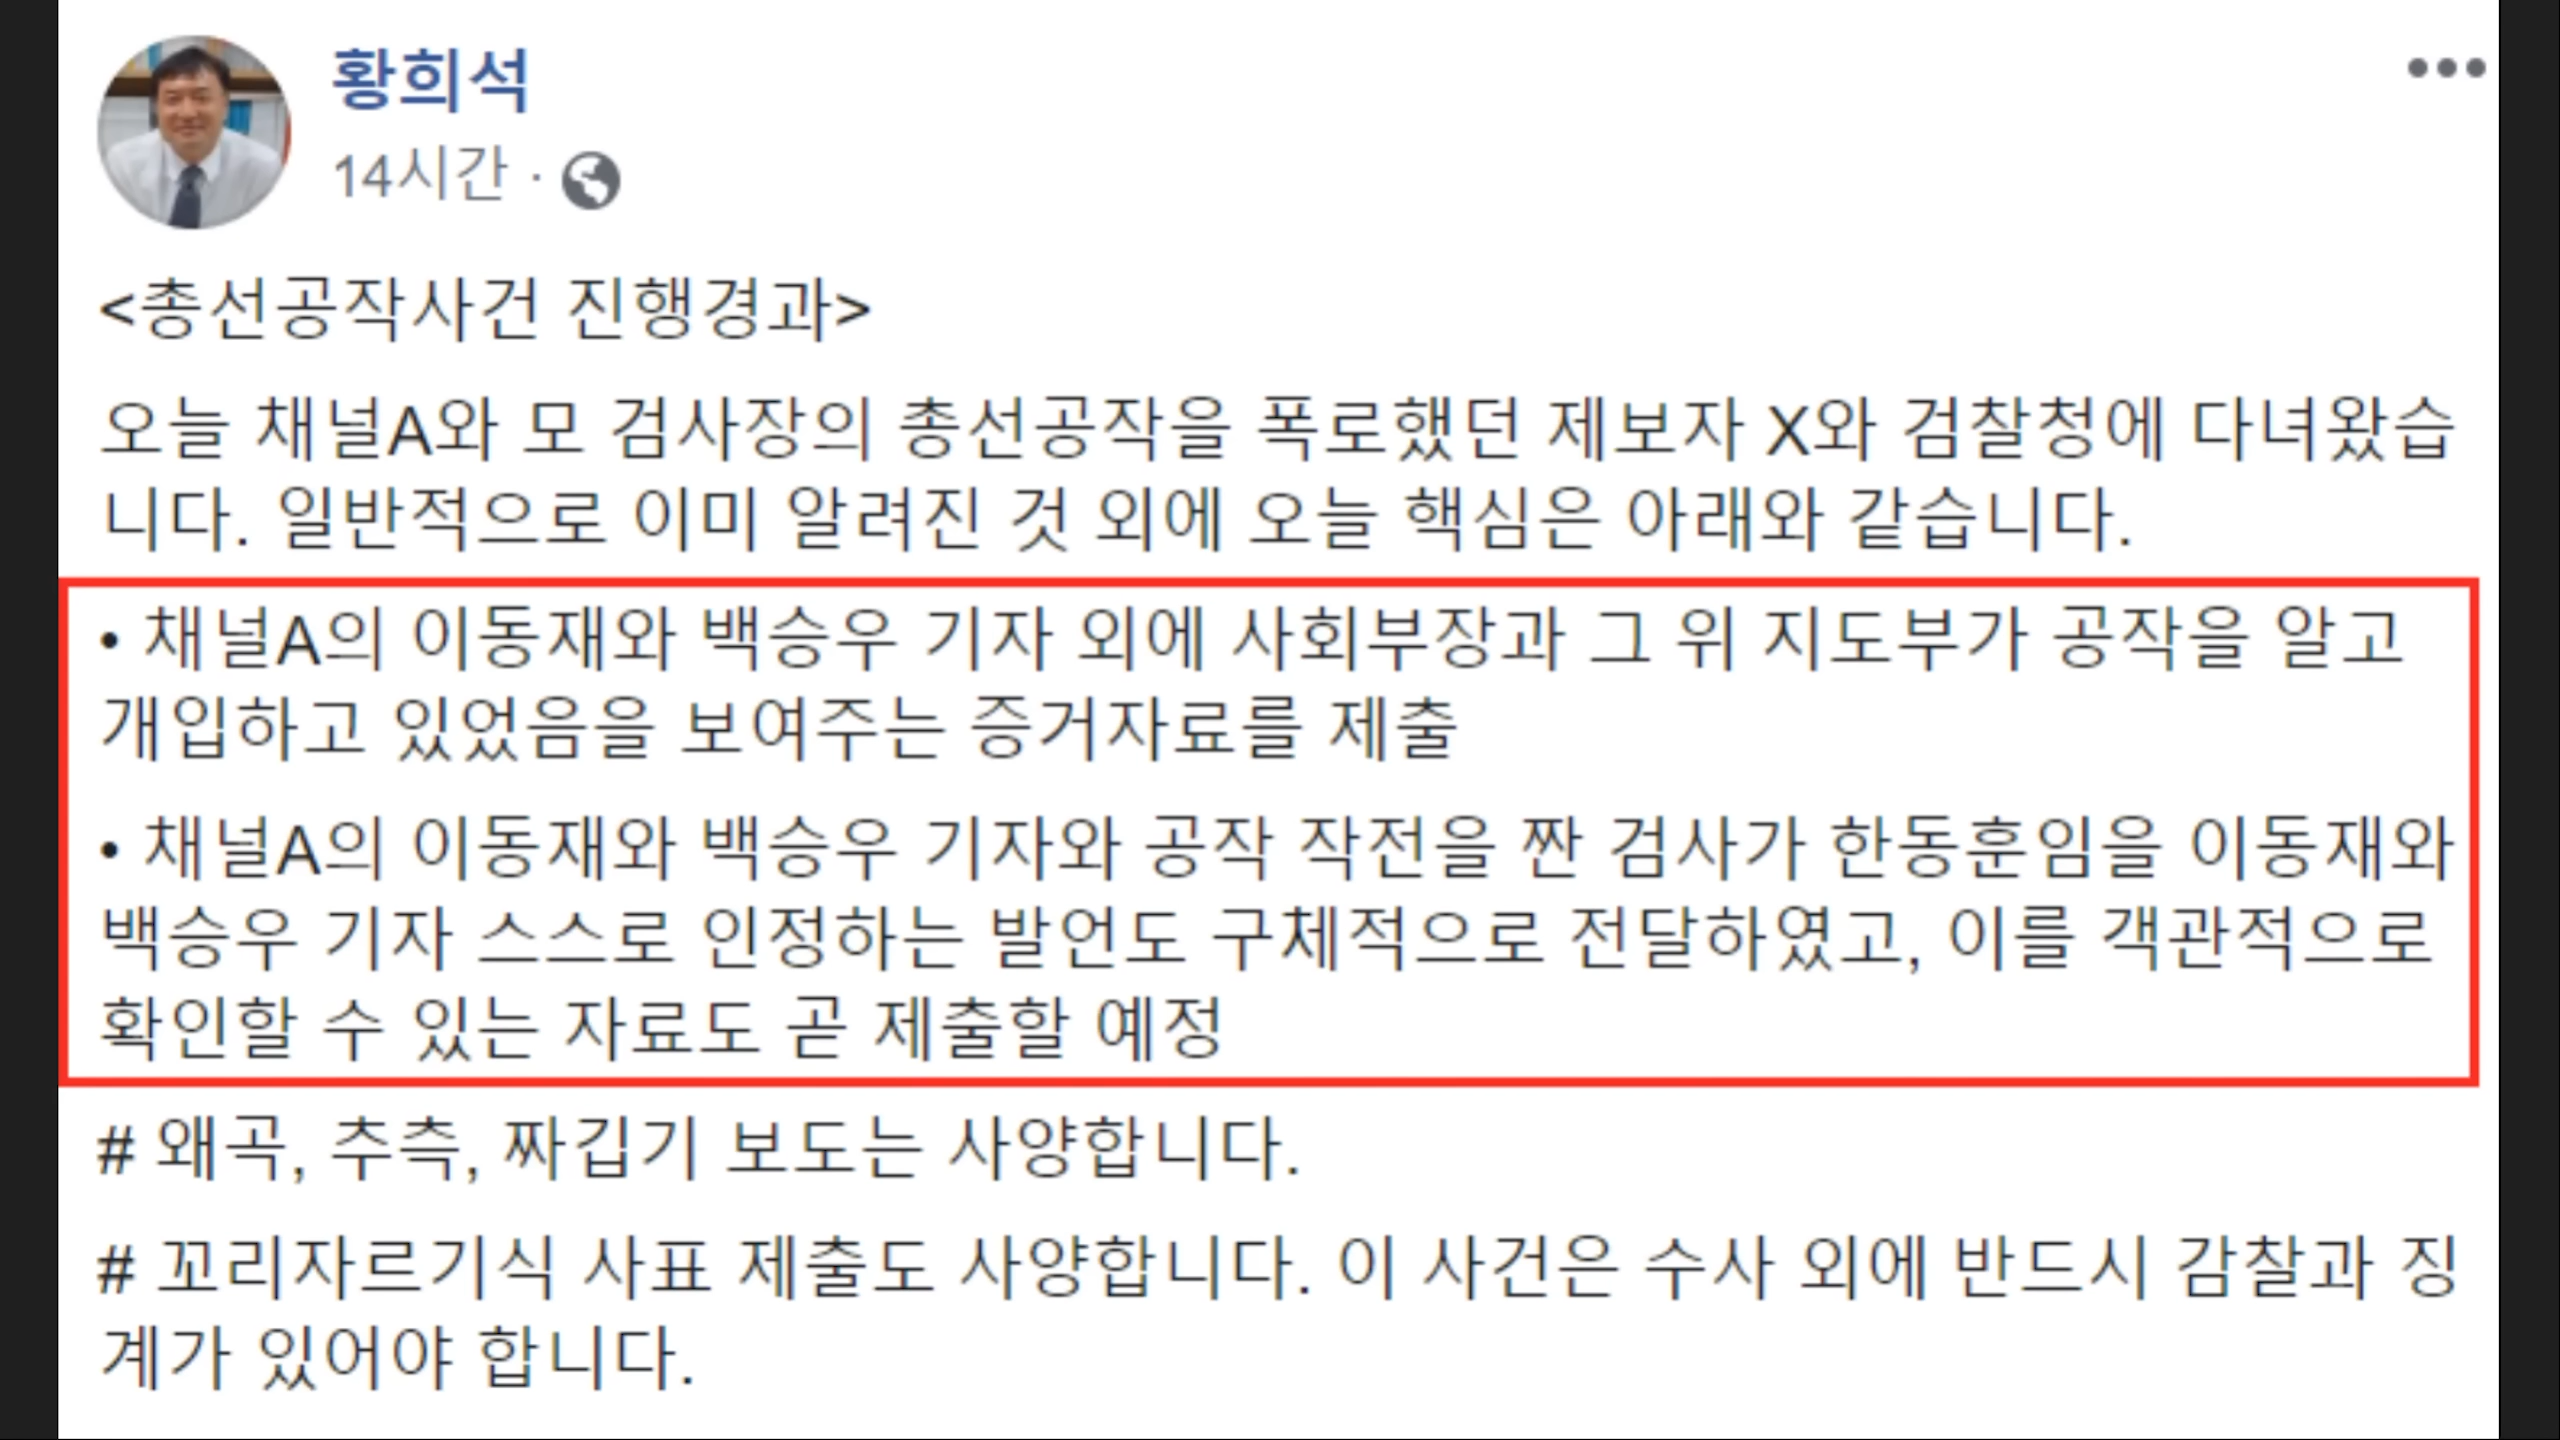 황희석
14시간 ·
<총선공작사건 진행경과>
오늘 채널A와 모 검사장의 총선공작을 폭로했던 제보자 X와 검찰청에 다녀왔습
니다. 일반적으로 이미 알려진 것 외에 오늘 핵심은 아래와 같습니다.
• 채널A의 이동재와 백승우 기자 외에 사회부장과 그 위 지도부가 공작을 알고
개입하고 있었음을 보여주는 증거자료를 제출
• 채널A의 이동재와 백승우 기자와 공작 작전을 짠 검사가 한동훈임을 이동재와
백승우 기자 스스로 인정하는 발언도 구체적으로 전달하였고, 이를 객관적으로
확인할 수 있는 자료도 곧 제출할 예정
# 왜곡, 추측, 짜깁기 보도는 사양합니다.
# 꼬리자르기식 사표 제출도 사양합니다. 이 사건은 수사 외에 반드시 감찰과 징
계가 있어야 합니다.